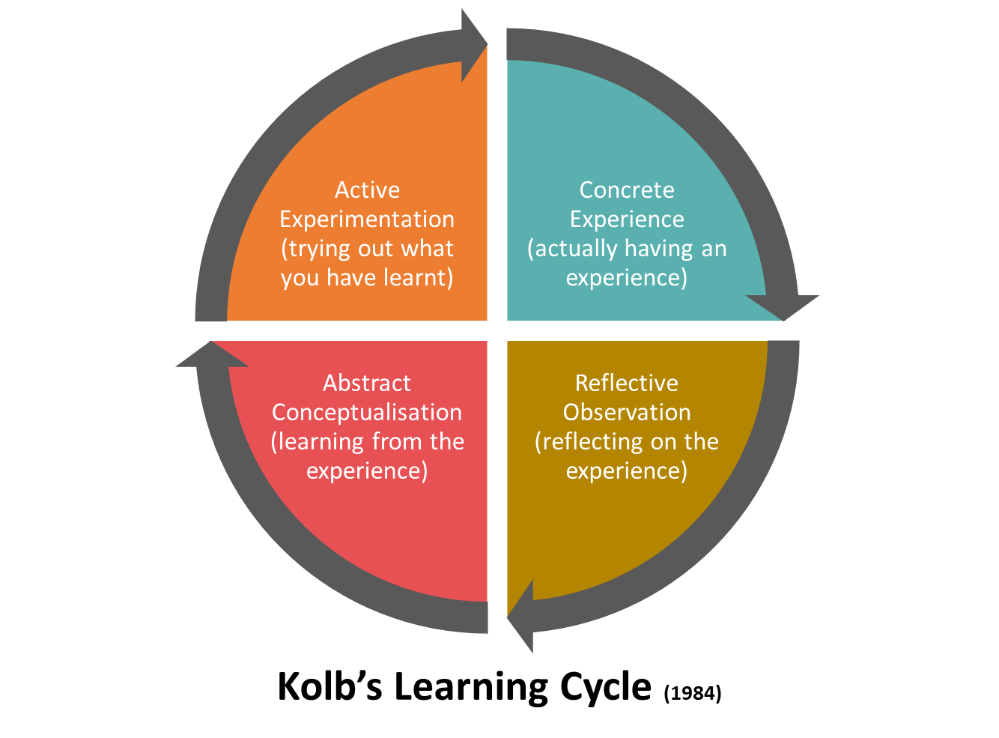 Active
Experimentation
(trying out what
you have learnt)
Concrete
Experience
(actually having an
experience)
Abstract
Conceptualisation
(learning from the
experience)
Reflective
Observation
(reflecting on the
experience)
Kolb’s Learning Cycle (1984)